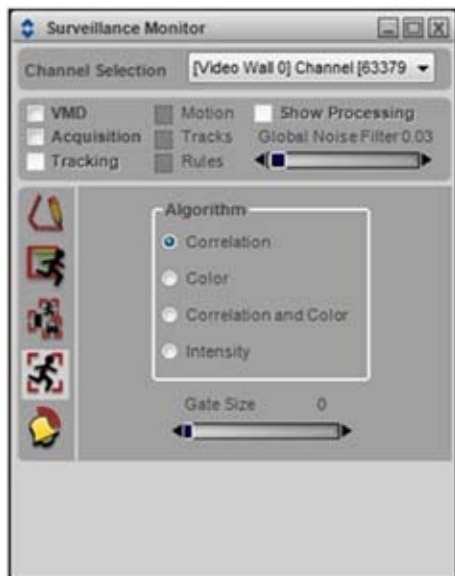 Surveillance Monitor
Channel Selection [Video Wall 0] Channel [63379
VMD Motion Show Processing
Acquisition Tracks Global Noise Filter 0.03
Tracking Rules
Algorithm
Correlation
Color
Correlation and Color
Intensity
Gate Size 0